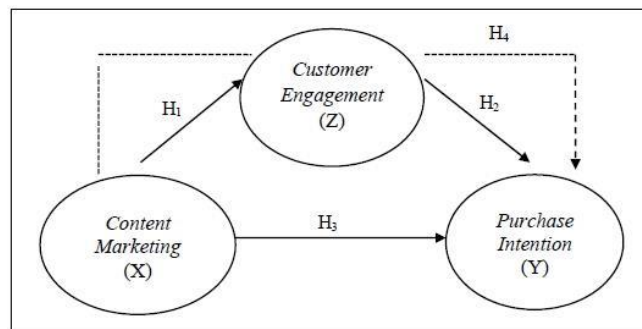 H₄
Customer
Engagement
(Z)
H₁
H₂
Content
Marketing
(X)
H₃
Purchase
Intention
(Y)